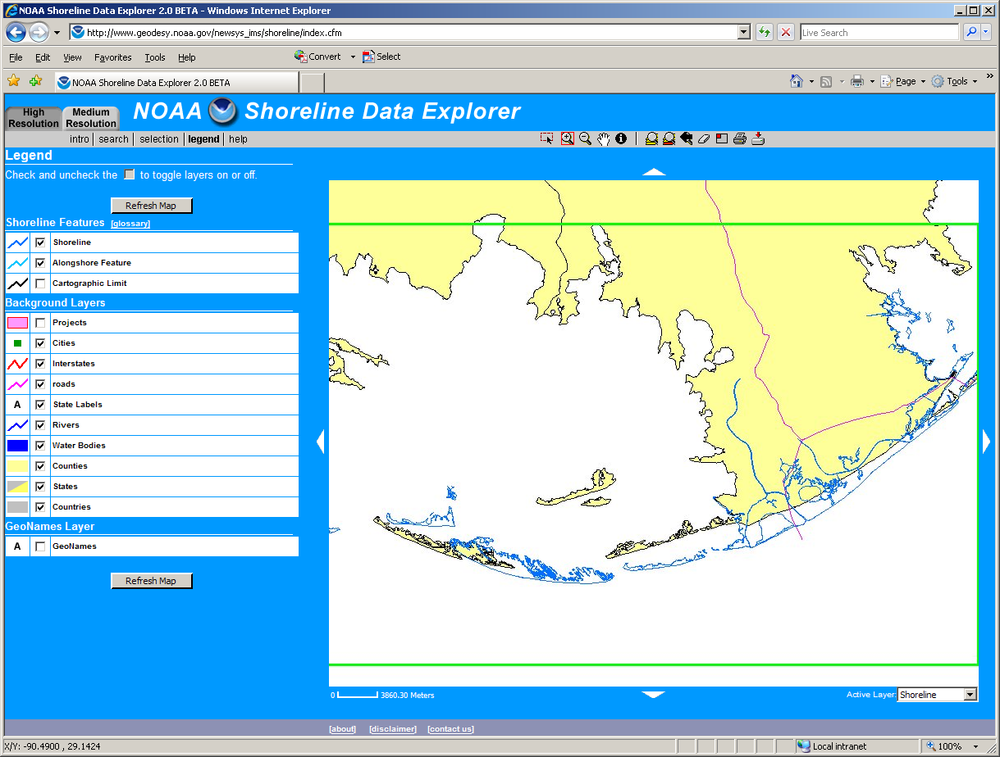 NOAA Shoreline Data Explorer 2.0 BETA - Windows Internet Explorer
http://www.geodesy.noaa.gov/newsys_ims/shoreline/index.cfm
Live Search
File Edit View Favorites Tools Help
Convert Select
NOAA Shoreline Data Explorer 2.0 BETA
Page Tools »
High Resolution
Medium Resolution
NOAA Shoreline Data Explorer
intro search selection legend help
Legend
Check and uncheck the to toggle layers on or off.
Refresh Map
Shoreline Features [glossary]
Shoreline
Alongshore Feature
Cartographic Limit
Background Layers
Projects
Cities
Interstates
roads
A State Labels
Rivers
Water Bodies
Counties
States
Countries
GeoNames Layer
A GeoNames
Refresh Map
0 3860.30 Meters
Active Layer: Shoreline
[about] [disclaimer] [contact us]
X/Y: -90.4900 , 29.1424
Local intranet
100%